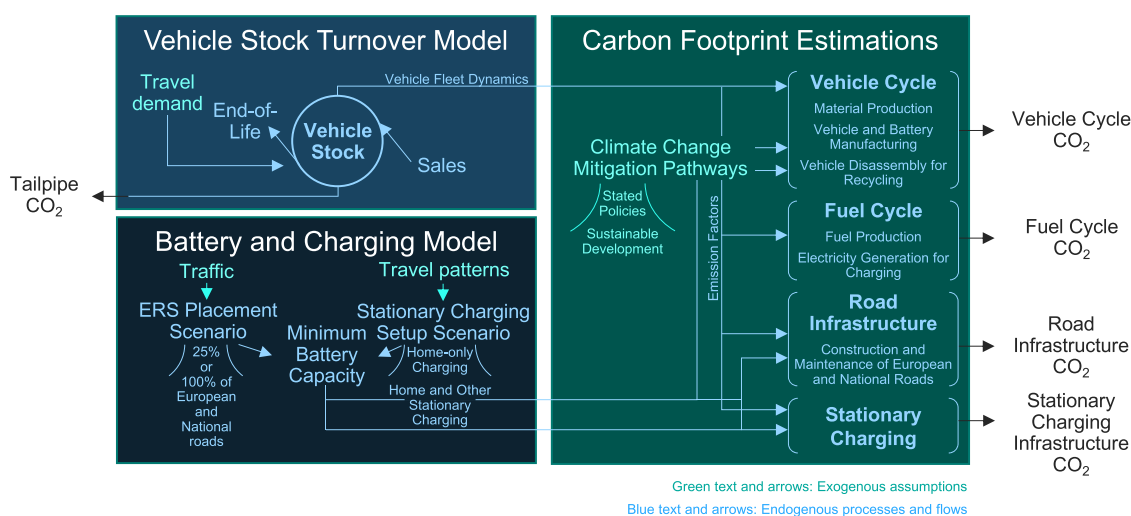 Vehicle Stock Turnover Model
Travel
demand
End-of-
Life
Vehicle
Stock
Sales
Vehicle Fleet Dynamics
Tailpipe
CO₂
Battery and Charging Model
Traffic
Travel patterns
ERS Placement
Scenario
25%
or
100% of
European
and
National
roads
Minimum
Battery
Capacity
Stationary Charging
Setup Scenario
Home-only
Charging
Home and Other
Stationary
Charging
Carbon Footprint Estimations
Climate Change
Mitigation Pathways
Stated
Policies
Sustainable
Development
Emission Factors
Vehicle Cycle
Material Production
Vehicle and Battery
Manufacturing
Vehicle Disassembly for
Recycling
Fuel Cycle
Fuel Production
Electricity Generation for
Charging
Road
Infrastructure
Construction and
Maintenance of European
and National Roads
Stationary
Charging
Vehicle Cycle
CO₂
Fuel Cycle
CO₂
Road
Infrastructure
CO₂
Stationary
Charging
Infrastructure
CO₂
Green text and arrows: Exogenous assumptions
Blue text and arrows: Endogenous processes and flows